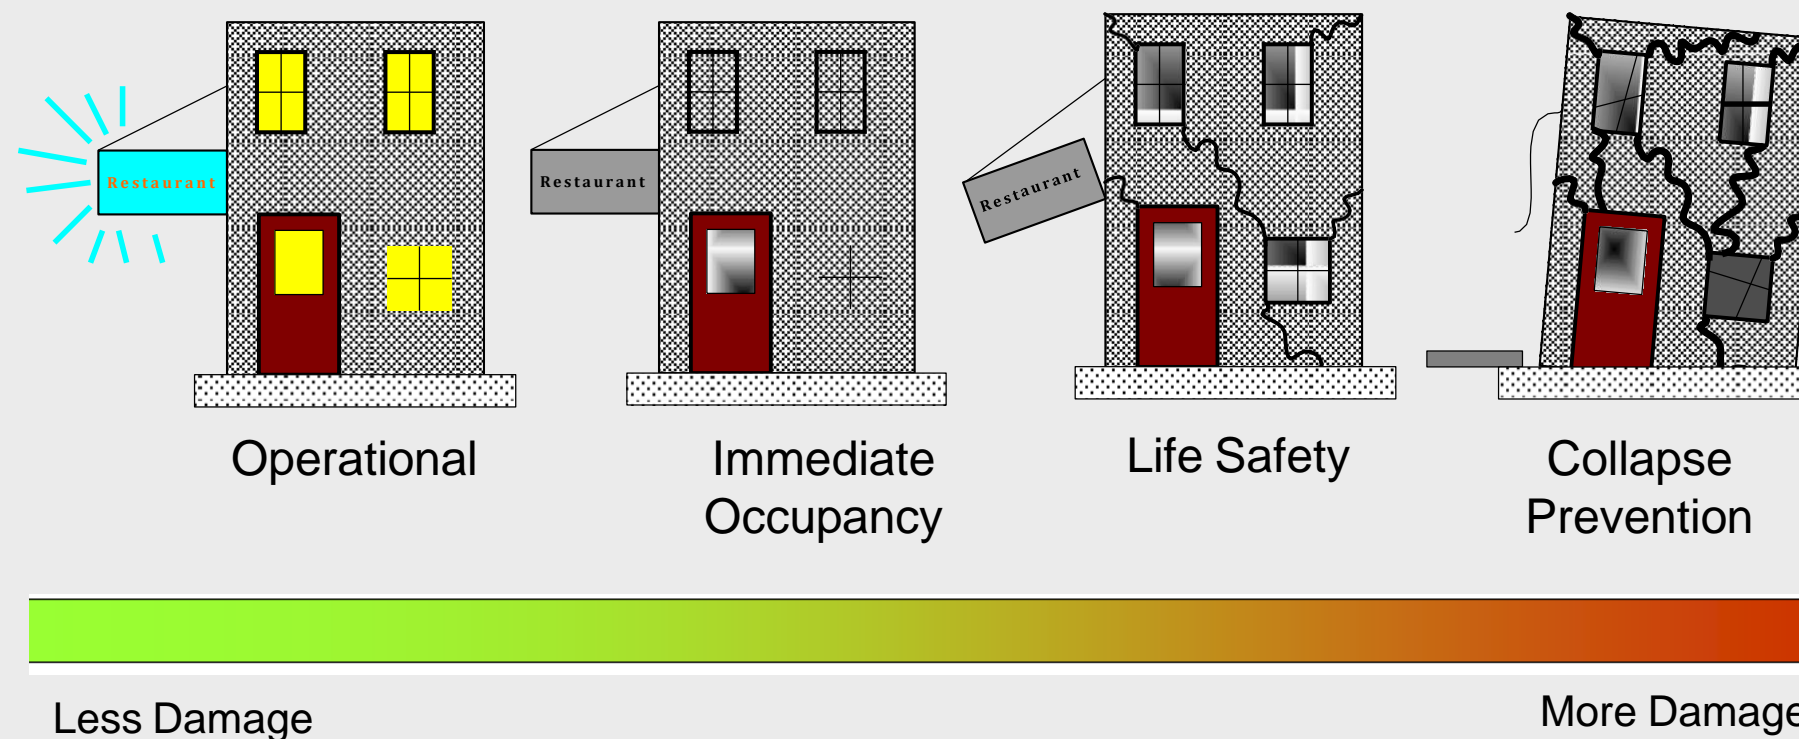 Restaurant
Restaurant
Restaurant
Operational
Immediate
Occupancy
Life Safety
Collapse
Prevention
Less Damage
More Damage